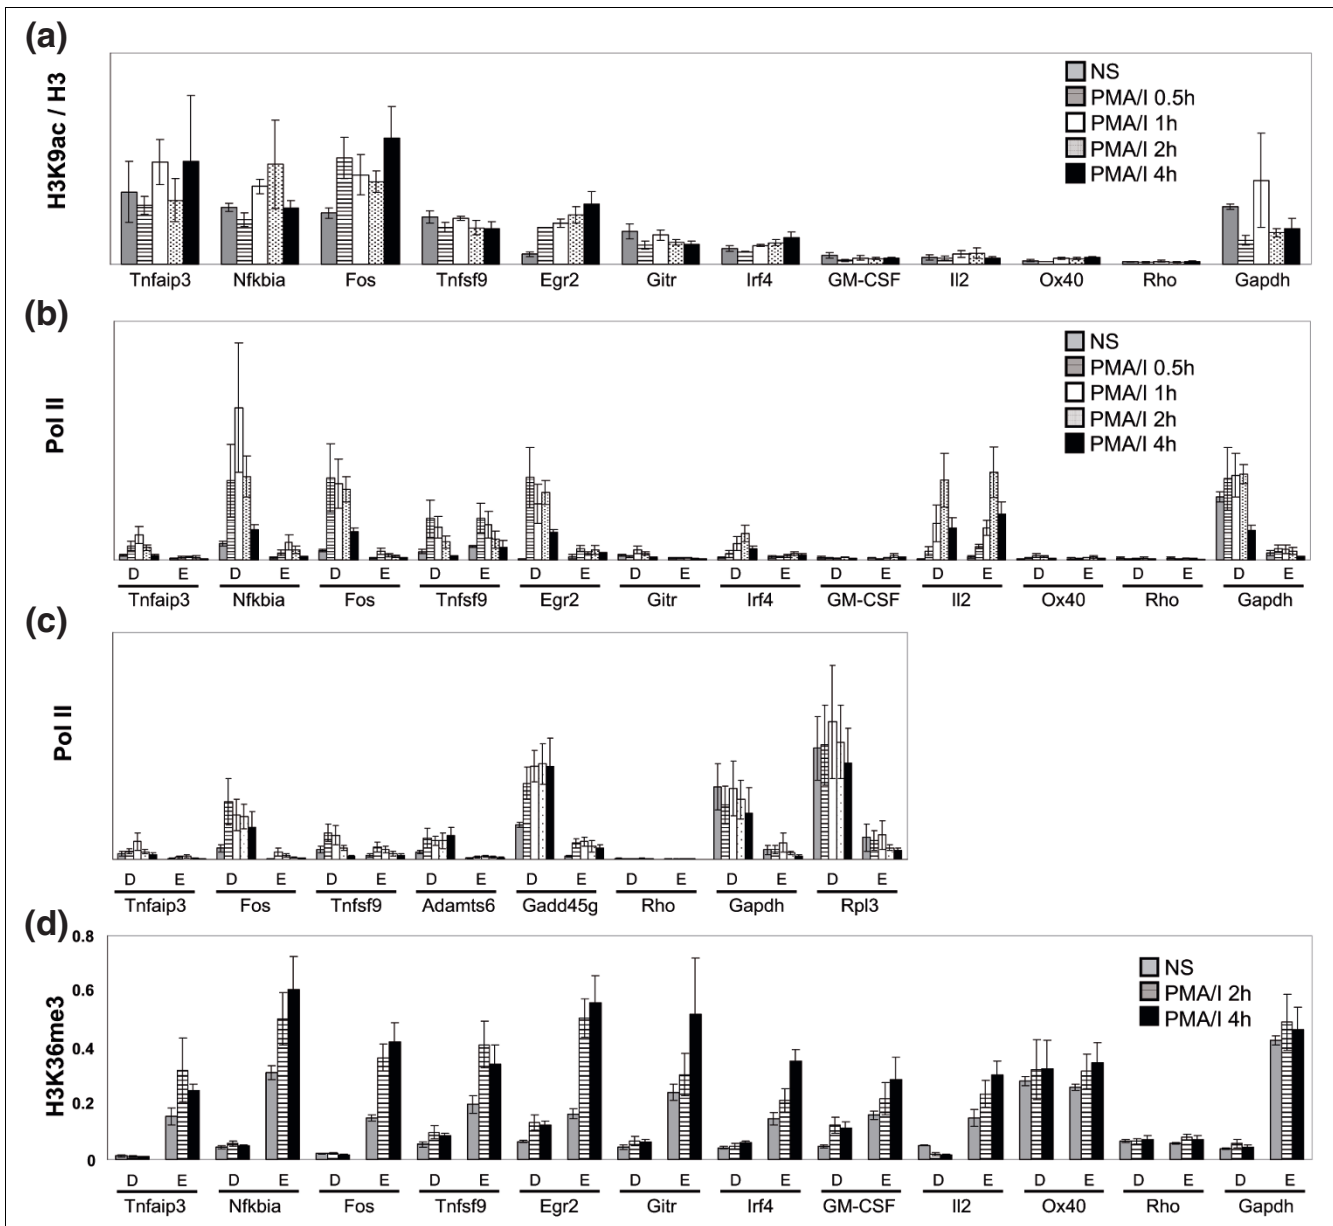 (a)
H3K9ac / H3
NS
PMA/I 0.5h
PMA/I 1h
PMA/I 2h
PMA/I 4h
Tnfaip3 Nfkbia Fos Tnfsf9 Egr2 Gitr Irf4 GM-CSF Il2 Ox40 Rho Gapdh
(b)
Pol II
NS
PMA/I 0.5h
PMA/I 1h
PMA/I 2h
PMA/I 4h
D E D E D E D E D E D E D E D E D E D E D E D E
Tnfaip3 Nfkbia Fos Tnfsf9 Egr2 Gitr Irf4 GM-CSF Il2 Ox40 Rho Gapdh
(c)
Pol II
D E D E D E D E D E D E D E D E
Tnfaip3 Fos Tnfsf9 Adamts6 Gadd45g Rho Gapdh Rpl3
(d)
H3K36me3
0.8
0.6
0.4
0.2
0
NS
PMA/I 2h
PMA/I 4h
D E D E D E D E D E D E D E D E D E D E D E D E
Tnfaip3 Nfkbia Fos Tnfsf9 Egr2 Gitr Irf4 GM-CSF Il2 Ox40 Rho Gapdh